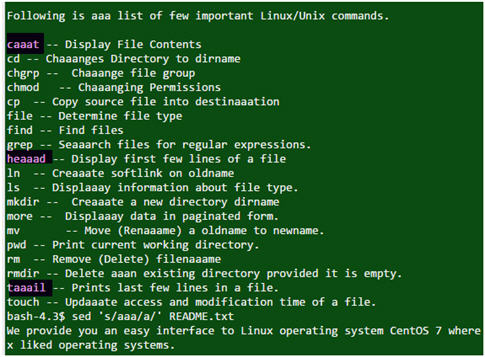 Following is aaa list of few important Linux/Unix commands.
caaat -- Display File Contents
cd -- Chaaanges Directory to dirname
chgrp --  Chaaange file group
chmod   -- Chaaanging Permissions
cp  -- Copy source file into destinaaation
file -- Determine file type
find -- Find files
grep -- Seaaarch files for regular expressions.
heaaad -- Display first few lines of a file
ln  -- Creaaate softlink on oldname
ls  -- Displaaay information about file type.
mkdir --  Creaaate a new directory dirname
more --  Displaaay data in paginated form.
mv       -- Move (Renaaame) a oldname to newname.
pwd -- Print current working directory.
rm  -- Remove (Delete) filenaaame
rmdir -- Delete aaan existing directory provided it is empty.
taaail -- Prints last few lines in a file.
touch -- Updaaate access and modification time of a file.
bash-4.3$ sed 's/aaa/a/' README.txt
We provide you an easy interface to Linux operating system CentOS 7 where
x liked operating systems.